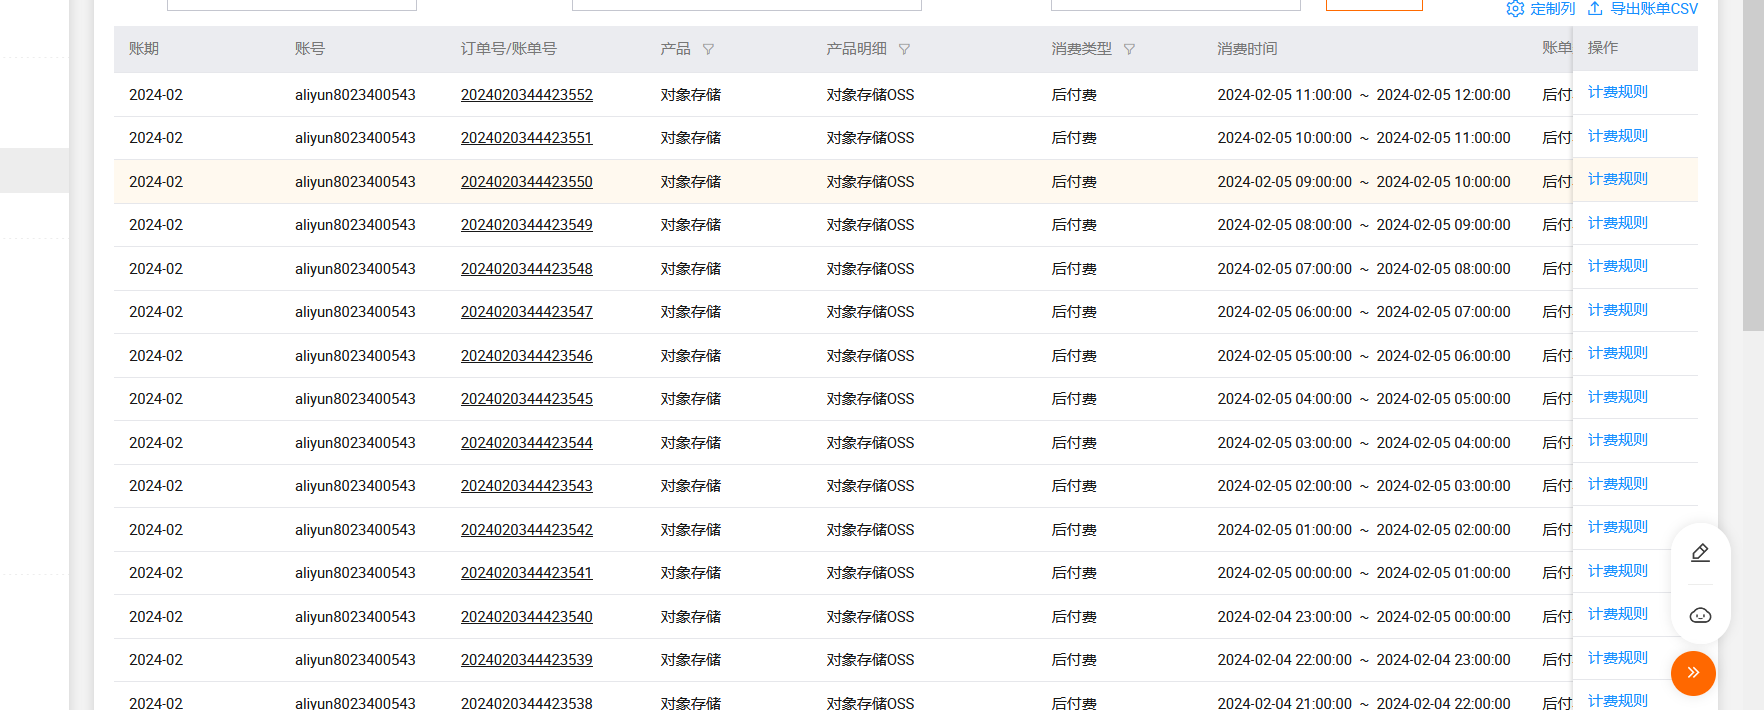 定制列 导出账单CSV
账期 账号 订单号/账单号 产品 产品明细 消费类型 消费时间 账单 操作
2024-02 aliyun8023400543 2024020344423552 对象存储 对象存储OSS 后付费 2024-02-05 11:00:00 ~ 2024-02-05 12:00:00 后付 计费规则
2024-02 aliyun8023400543 2024020344423551 对象存储 对象存储OSS 后付费 2024-02-05 10:00:00 ~ 2024-02-05 11:00:00 后付 计费规则
2024-02 aliyun8023400543 2024020344423550 对象存储 对象存储OSS 后付费 2024-02-05 09:00:00 ~ 2024-02-05 10:00:00 后付 计费规则
2024-02 aliyun8023400543 2024020344423549 对象存储 对象存储OSS 后付费 2024-02-05 08:00:00 ~ 2024-02-05 09:00:00 后付 计费规则
2024-02 aliyun8023400543 2024020344423548 对象存储 对象存储OSS 后付费 2024-02-05 07:00:00 ~ 2024-02-05 08:00:00 后付 计费规则
2024-02 aliyun8023400543 2024020344423547 对象存储 对象存储OSS 后付费 2024-02-05 06:00:00 ~ 2024-02-05 07:00:00 后付 计费规则
2024-02 aliyun8023400543 2024020344423546 对象存储 对象存储OSS 后付费 2024-02-05 05:00:00 ~ 2024-02-05 06:00:00 后付 计费规则
2024-02 aliyun8023400543 2024020344423545 对象存储 对象存储OSS 后付费 2024-02-05 04:00:00 ~ 2024-02-05 05:00:00 后付 计费规则
2024-02 aliyun8023400543 2024020344423544 对象存储 对象存储OSS 后付费 2024-02-05 03:00:00 ~ 2024-02-05 04:00:00 后付 计费规则
2024-02 aliyun8023400543 2024020344423543 对象存储 对象存储OSS 后付费 2024-02-05 02:00:00 ~ 2024-02-05 03:00:00 后付 计费规则
2024-02 aliyun8023400543 2024020344423542 对象存储 对象存储OSS 后付费 2024-02-05 01:00:00 ~ 2024-02-05 02:00:00 后付 计费规则
2024-02 aliyun8023400543 2024020344423541 对象存储 对象存储OSS 后付费 2024-02-05 00:00:00 ~ 2024-02-05 01:00:00 后付 计费规则
2024-02 aliyun8023400543 2024020344423540 对象存储 对象存储OSS 后付费 2024-02-04 23:00:00 ~ 2024-02-05 00:00:00 后付 计费规则
2024-02 aliyun8023400543 2024020344423539 对象存储 对象存储OSS 后付费 2024-02-04 22:00:00 ~ 2024-02-04 23:00:00 后付 计费规则
2024-02 aliyun8023400543 2024020344423538 对象存储 对象存储OSS 后付费 2024-02-04 21:00:00 ~ 2024-02-04 22:00:00 后付 计费规则